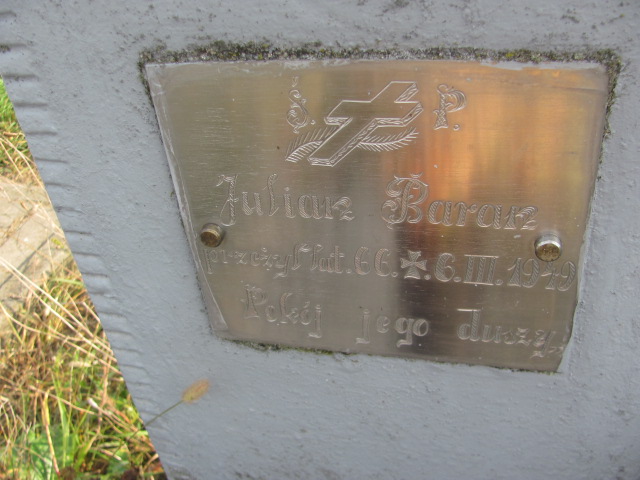 Ś. P.
Julian Baran
przeżył lat. 66. ✠. 6. III. 1949
Pokój jego duszy.